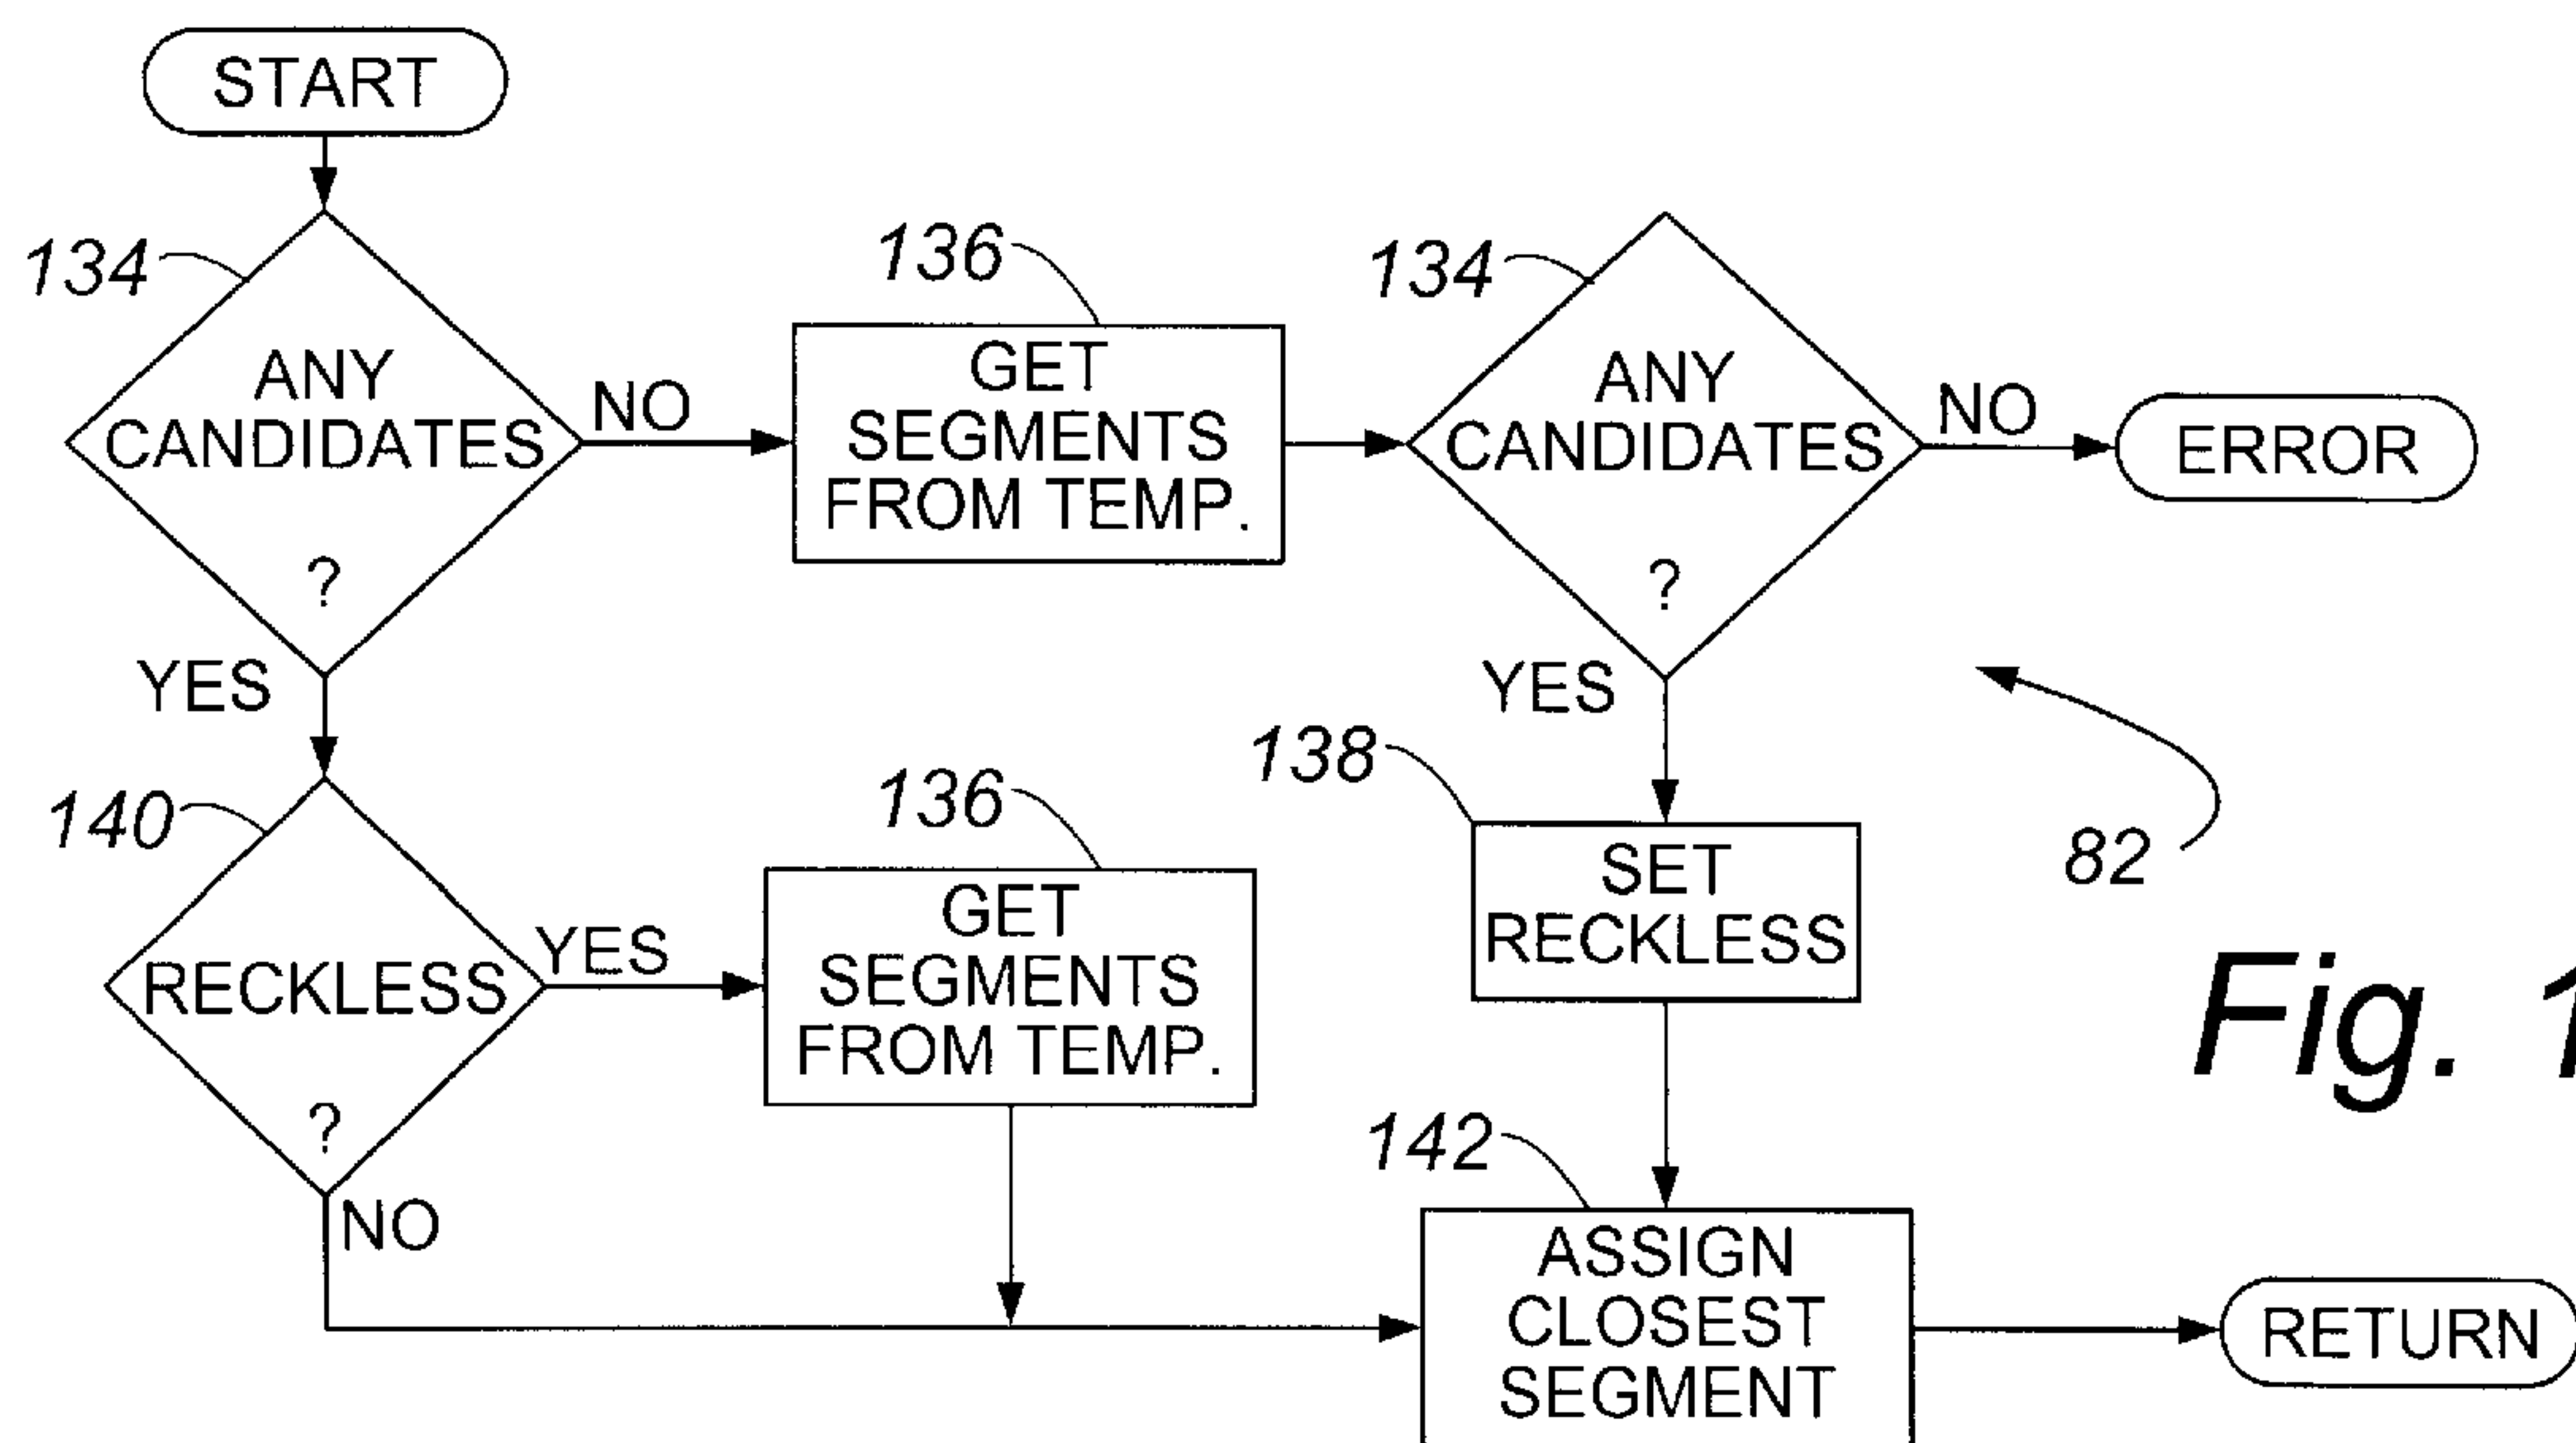 START
134
ANY
CANDIDATES
?
NO
YES
136
GET
SEGMENTS
FROM TEMP.
134
ANY
CANDIDATES
?
NO
ERROR
YES
140
RECKLESS
?
YES
NO
136
GET
SEGMENTS
FROM TEMP.
138
SET
RECKLESS
82
Fig. 1
142
ASSIGN
CLOSEST
SEGMENT
RETURN